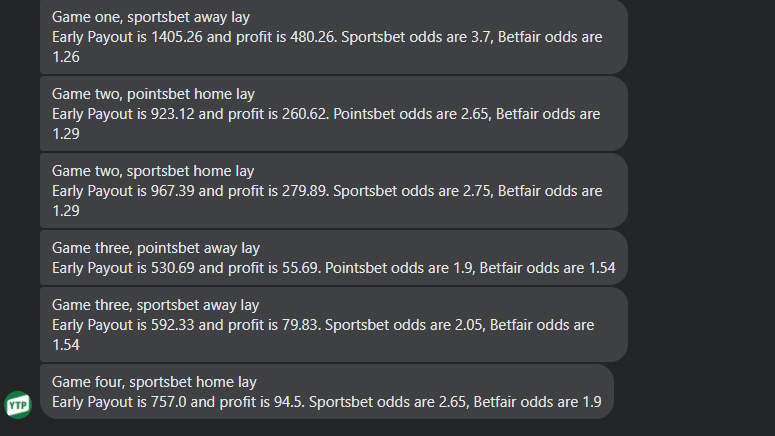 Game one, sportsbet away lay
Early Payout is 1405.26 and profit is 480.26. Sportsbet odds are 3.7, Betfair odds are
1.26
Game two, pointsbet home lay
Early Payout is 923.12 and profit is 260.62. Pointsbet odds are 2.65, Betfair odds are
1.29
Game two, sportsbet home lay
Early Payout is 967.39 and profit is 279.89. Sportsbet odds are 2.75, Betfair odds are
1.29
Game three, pointsbet away lay
Early Payout is 530.69 and profit is 55.69. Pointsbet odds are 1.9, Betfair odds are 1.54
Game three, sportsbet away lay
Early Payout is 592.33 and profit is 79.83. Sportsbet odds are 2.05, Betfair odds are
1.54
Game four, sportsbet home lay
Early Payout is 757.0 and profit is 94.5. Sportsbet odds are 2.65, Betfair odds are 1.9
YTP